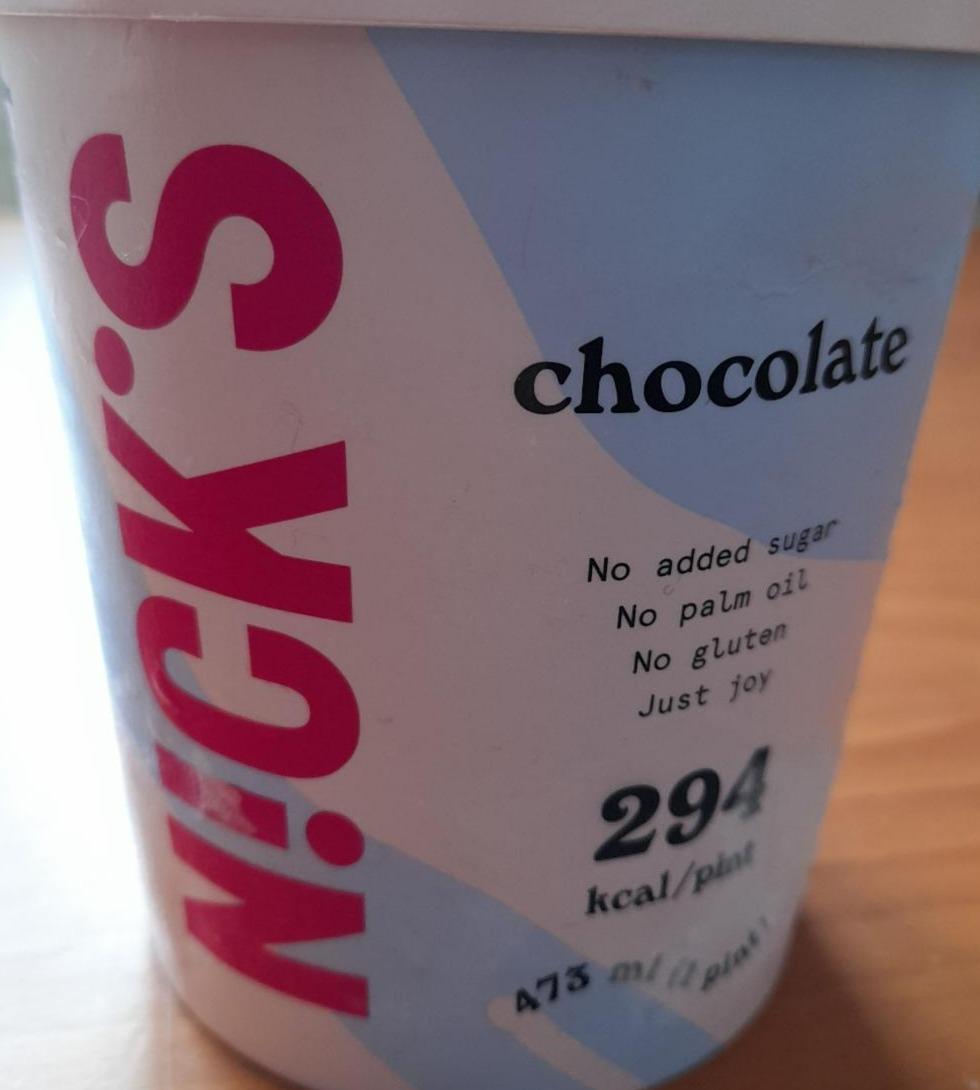 N!CK'S
chocolate
No added sugar
No palm oil
No gluten
Just joy
294
kcal/pint
473 ml (1 pint)